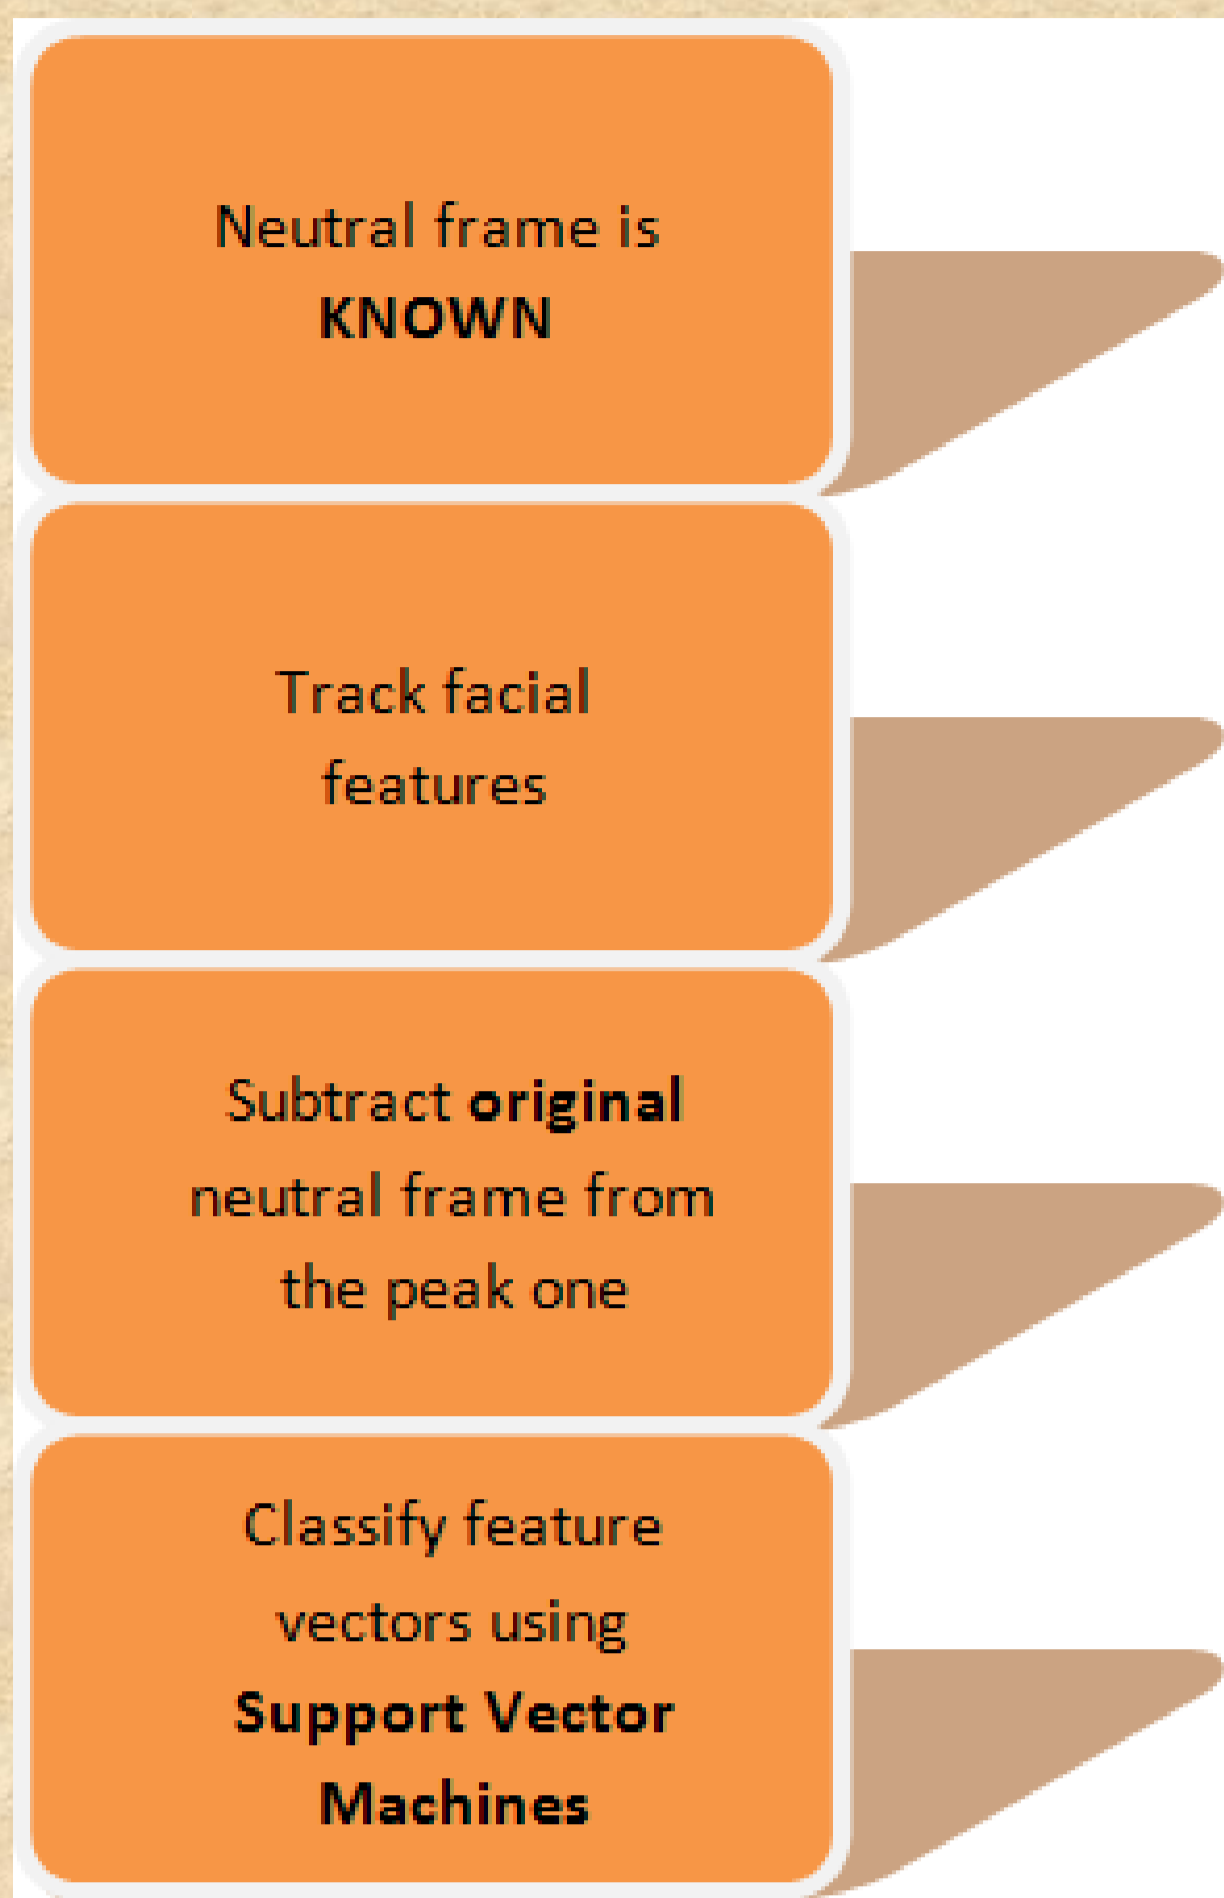 Neutral frame is
KNOWN
Track facial
features
Subtract original
neutral frame from
the peak one
Classify feature
vectors using
Support Vector
Machines